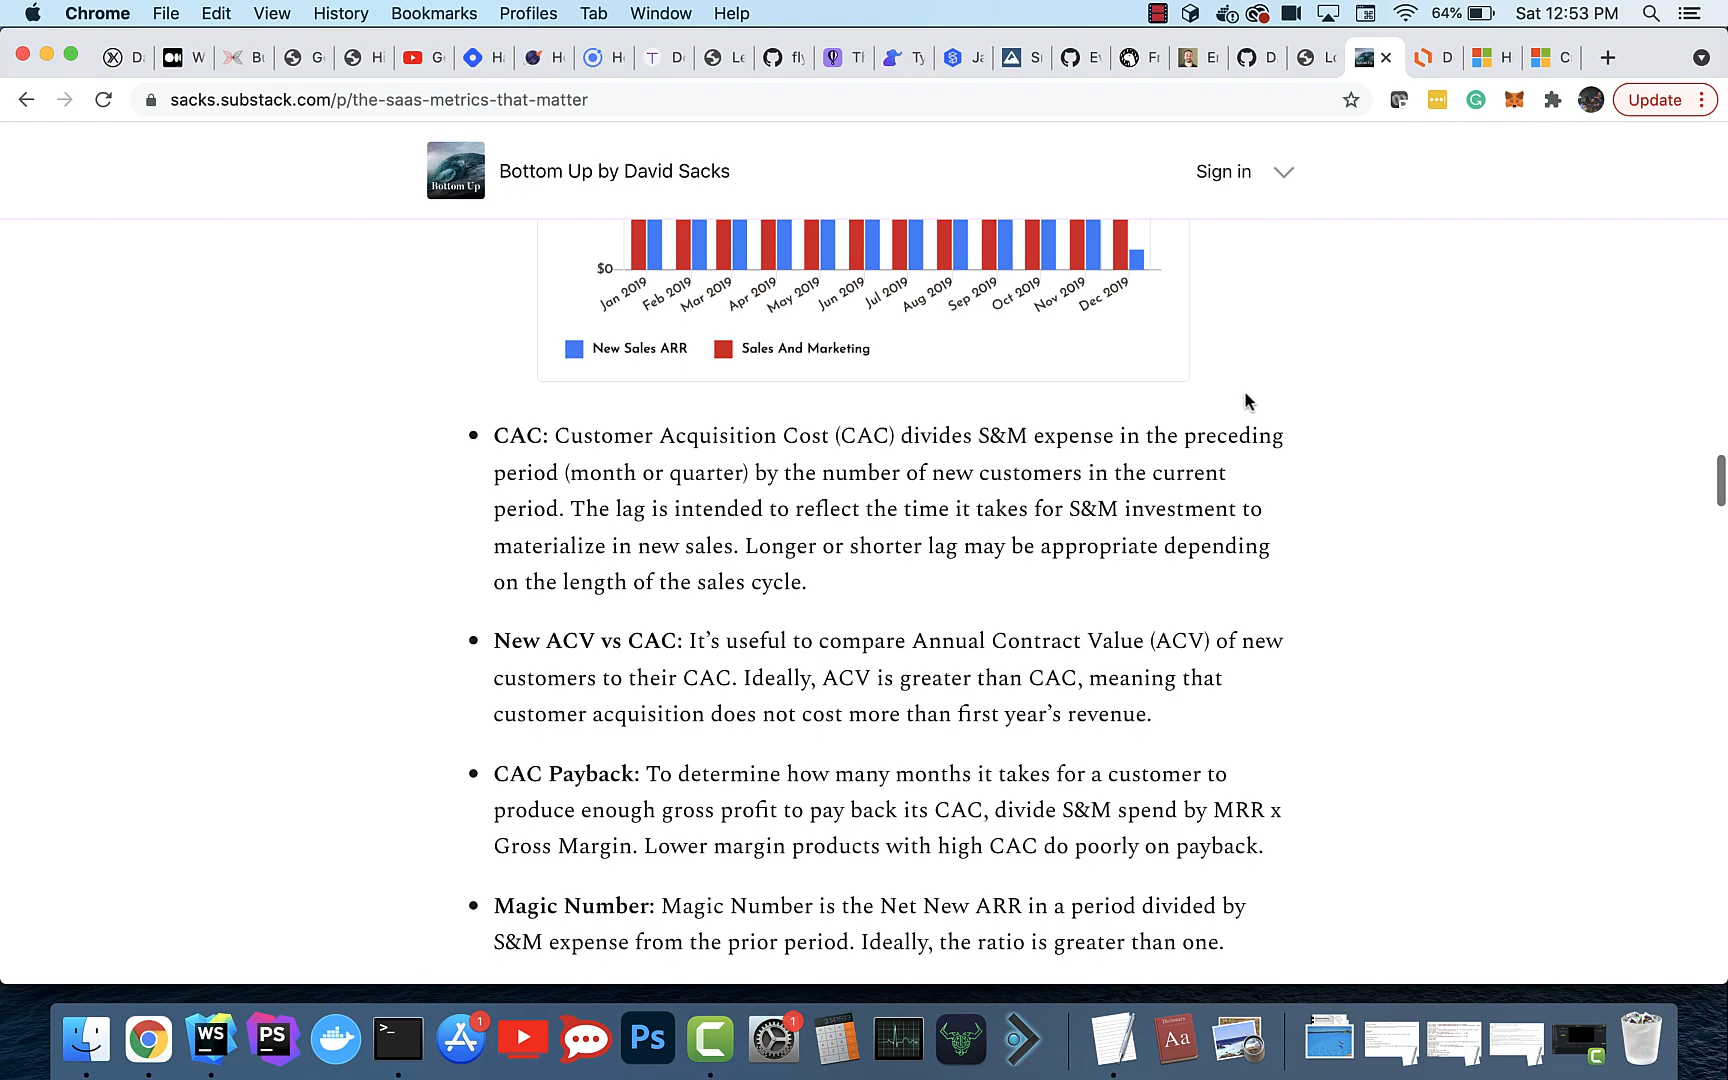 Chrome File Edit View History Bookmarks Profiles Tab Window Help 64% Sat 12:53 PM
sacks.substack.com/p/the-saas-metrics-that-matter Update
Bottom Up
Bottom Up by David Sacks Sign in
$0
Jan 2019 Feb 2019 Mar 2019 Apr 2019 May 2019 Jun 2019 Jul 2019 Aug 2019 Sep 2019 Oct 2019 Nov 2019 Dec 2019
New Sales ARR Sales And Marketing
CAC: Customer Acquisition Cost (CAC) divides S&M expense in the preceding
period (month or quarter) by the number of new customers in the current
period. The lag is intended to reflect the time it takes for S&M investment to
materialize in new sales. Longer or shorter lag may be appropriate depending
on the length of the sales cycle.
New ACV vs CAC: It’s useful to compare Annual Contract Value (ACV) of new
customers to their CAC. Ideally, ACV is greater than CAC, meaning that
customer acquisition does not cost more than first year’s revenue.
CAC Payback: To determine how many months it takes for a customer to
produce enough gross profit to pay back its CAC, divide S&M spend by MRR x
Gross Margin. Lower margin products with high CAC do poorly on payback.
Magic Number: Magic Number is the Net New ARR in a period divided by
S&M expense from the prior period. Ideally, the ratio is greater than one.
WS PS >_ 1 Ps C 1 Aa